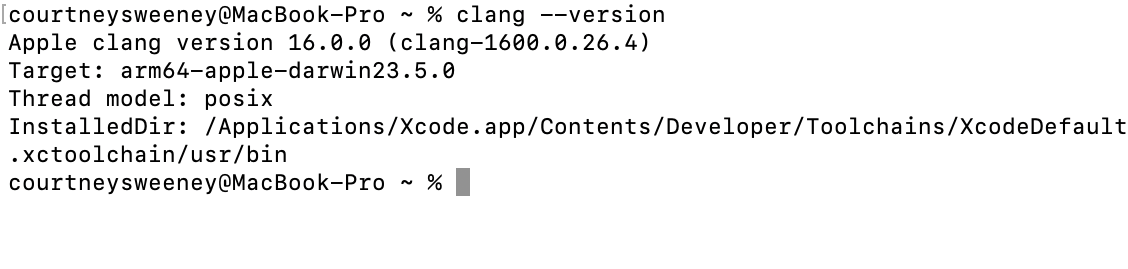 [courtneysweeney@MacBook-Pro ~ % clang --version
Apple clang version 16.0.0 (clang-1600.0.26.4)
Target: arm64-apple-darwin23.5.0
Thread model: posix
InstalledDir: /Applications/Xcode.app/Contents/Developer/Toolchains/XcodeDefault
.xctoolchain/usr/bin
courtneysweeney@MacBook-Pro ~ %